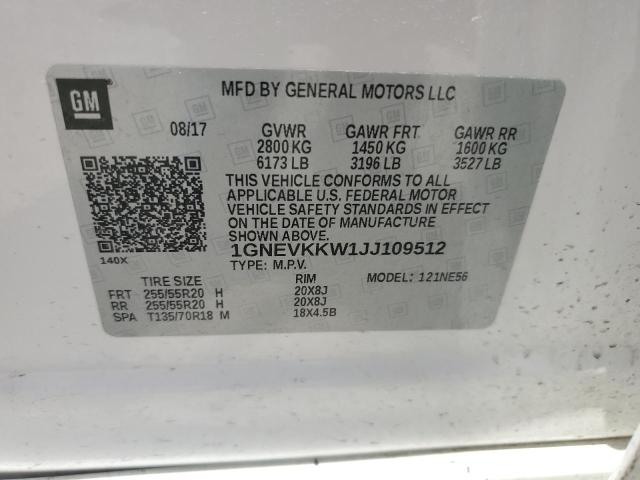 GM
MFD BY GENERAL MOTORS LLC
08/17 GVWR GAWR FRT. GAWR RR
2800 KG 1450 KG 1600 KG
6173 LB 3196 LB 3527 LB
THIS VEHICLE CONFORMS TO ALL
APPLICABLE U.S. FEDERAL MOTOR
VEHICLE SAFETY STANDARDS IN EFFECT
ON THE DATE OF MANUFACTURE
SHOWN ABOVE.
140X 1GNEVKKW1JJ109512
TYPE: M.P.V. MODEL: 121NE56
TIRE SIZE RIM
FRT 255/55R20 H 20X8J
RR 255/55R20 H 20X8J
SPA T135/70R18 M 18X4.5B